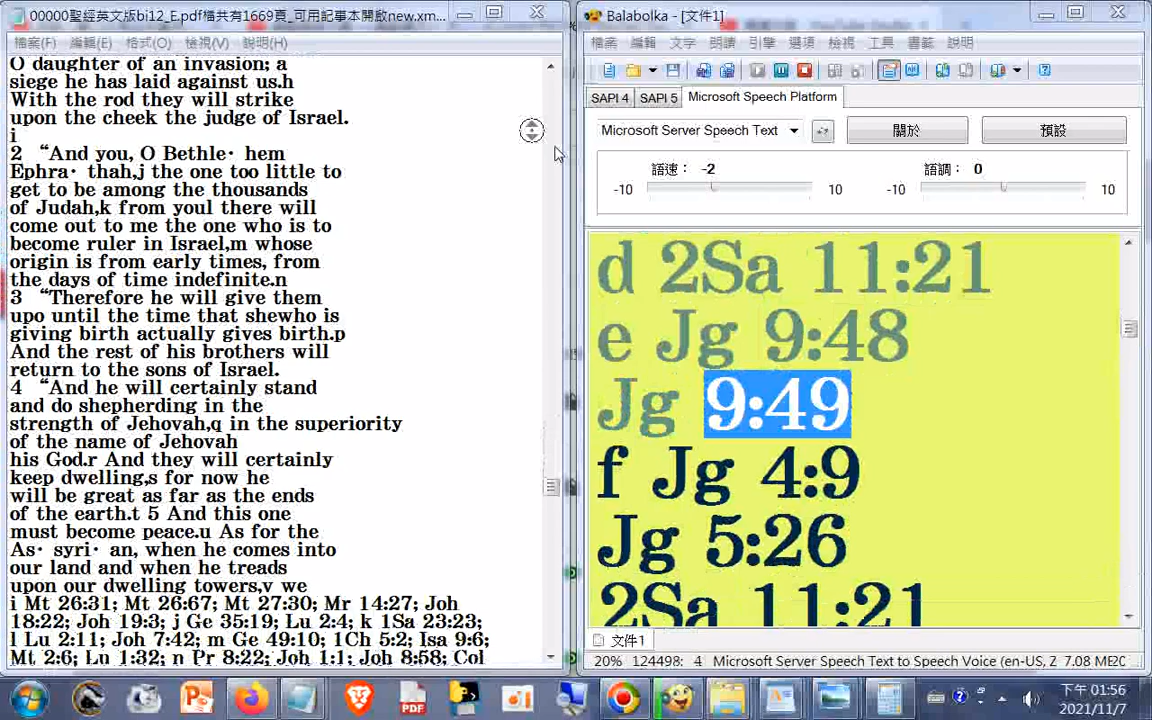 00000聖經英文版bi12_E.pdf檔共有1669頁_可用記事本開啟new.xm...
檔案(F) 編輯(E) 格式(O) 檢視(V) 說明(H)
O daughter of an invasion; a
siege he has laid against us.h
With the rod they will strike
upon the cheek the judge of Israel.
i
2 “And you, O Bethle· hem
Ephra· thah,j the one too little to
get to be among the thousands
of Judah,k from youl there will
come out to me the one who is to
become ruler in Israel,m whose
origin is from early times, from
the days of time indefinite.n
3 “Therefore he will give them
upo until the time that shewho is
giving birth actually gives birth.p
And the rest of his brothers will
return to the sons of Israel.
4 “And he will certainly stand
and do shepherding in the
strength of Jehovah,q in the superiority
of the name of Jehovah
his God.r And they will certainly
keep dwelling,s for now he
will be great as far as the ends
of the earth.t 5 And this one
must become peace.u As for the
As· syri· an, when he comes into
our land and when he treads
upon our dwelling towers,v we
i Mt 26:31; Mt 26:67; Mt 27:30; Mr 14:27; Joh
18:22; Joh 19:3; j Ge 35:19; Lu 2:4; k 1Sa 23:23;
l Lu 2:11; Joh 7:42; m Ge 49:10; 1Ch 5:2; Isa 9:6;
Mt 2:6; Lu 1:32; n Pr 8:22; Joh 1:1; Joh 8:58; Col
Balabolka - [文件1]
檔案 編輯 文字 朗讀 引擎 選項 檢視 工具 書籤 說明
SAPI 4 SAPI 5 Microsoft Speech Platform
Microsoft Server Speech Text 關於 預設
語速: -2 語調: 0
-10 10 -10 10
d 2Sa 11:21
e Jg 9:48
Jg 9:49
f Jg 4:9
Jg 5:26
2Sa 11:21
文件1
20% 124498: 4 Microsoft Server Speech Text to Speech Voice (en-US, Z 7.08 ME2C
PDF
下午 01:56
2021/11/7